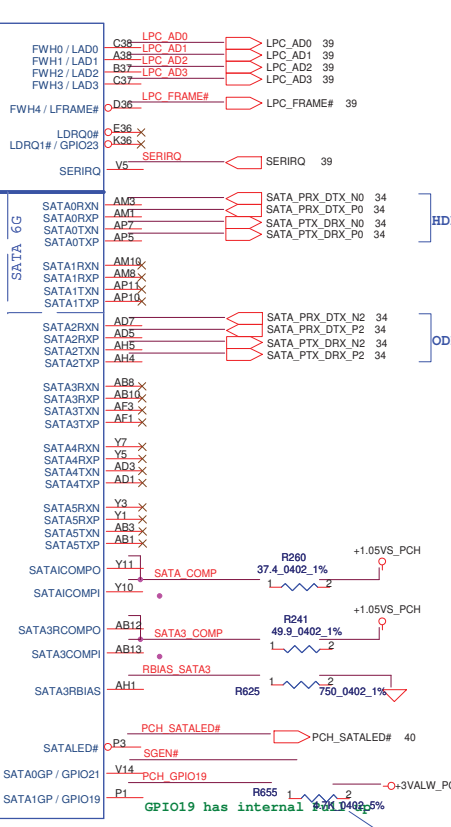 FWH0 / LAD0 C38 LPC_AD0 LPC_AD0 39
FWH1 / LAD1 A38 LPC_AD1 LPC_AD1 39
FWH2 / LAD2 B37 LPC_AD2 LPC_AD2 39
FWH3 / LAD3 C37 LPC_AD3 LPC_AD3 39
FWH4 / LFRAME# D36 LPC_FRAME# LPC_FRAME# 39
LDRQ0# E36
LDRQ1# / GPIO23 K36
SERIRQ V5 SERIRQ SERIRQ 39
SATA 6G
SATA0RXN AM3 SATA_PRX_DTX_N0 34
SATA0RXP AM1 SATA_PRX_DTX_P0 34
SATA0TXN AP7 SATA_PTX_DRX_N0 34
SATA0TXP AP5 SATA_PTX_DRX_P0 34
HD
SATA1RXN AM10
SATA1RXP AM8
SATA1TXN AP11
SATA1TXP AP10
SATA2RXN AD7 SATA_PRX_DTX_N2 34
SATA2RXP AD5 SATA_PRX_DTX_P2 34
SATA2TXN AH5 SATA_PTX_DRX_N2 34
SATA2TXP AH4 SATA_PTX_DRX_P2 34
OD
SATA3RXN AB8
SATA3RXP AB10
SATA3TXN AF3
SATA3TXP AF1
SATA4RXN Y7
SATA4RXP Y5
SATA4TXN AD3
SATA4TXP AD1
SATA5RXN Y3
SATA5RXP Y1
SATA5TXN AB3
SATA5TXP AB1
+1.05VS_PCH
R260
37.4_0402_1%
SATAICOMPO Y11 SATA_COMP 1 2
SATAICOMPI Y10
+1.05VS_PCH
R241
49.9_0402_1%
SATA3RCOMPO AB12 SATA3_COMP 1 2
SATA3COMPI AB13
SATA3RBIAS AH1 RBIAS_SATA3 R625 1 2 750_0402_1%
PCH_SATALED# PCH_SATALED# 40
SATALED# P3
SGEN#
SATA0GP / GPIO21 V14
PCH_GPIO19 +3VALW_PC
SATA1GP / GPIO19 P1 R655 1 2 4.7K_0402_5%
GPIO19 has internal Pull up